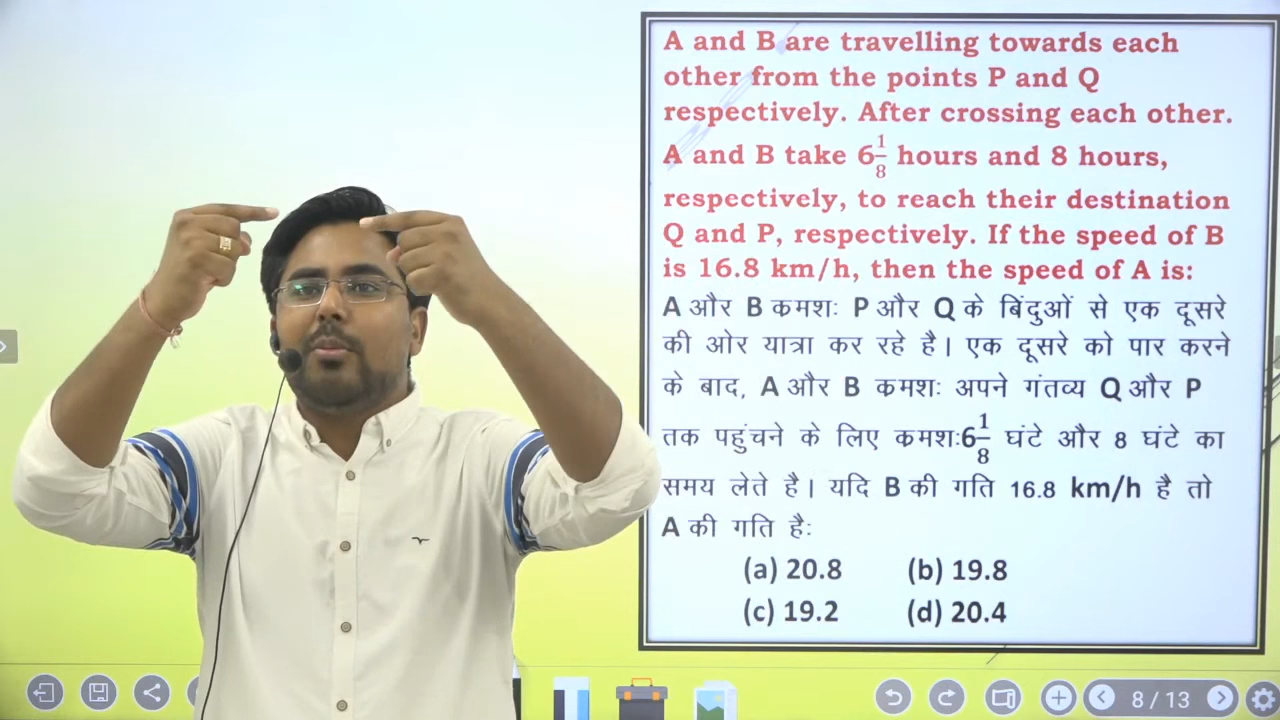 A and B are travelling towards each
other from the points P and Q
respectively. After crossing each other.
A and B take 6 1/8 hours and 8 hours,
respectively, to reach their destination
Q and P, respectively. If the speed of B
is 16.8 km/h, then the speed of A is:
A और B कमशः P और Q के बिंदुओं से एक दूसरे
की ओर यात्रा कर रहे है। एक दूसरे को पार करने
के बाद, A और B कमशः अपने गंतव्य Q और P
तक पहुंचने के लिए कमशः 6 1/8 घंटे और 8 घंटे का
समय लेते है। यदि B की गति 16.8 km/h है तो
A की गति हैः
(a) 20.8 (b) 19.8
(c) 19.2 (d) 20.4
8 / 13